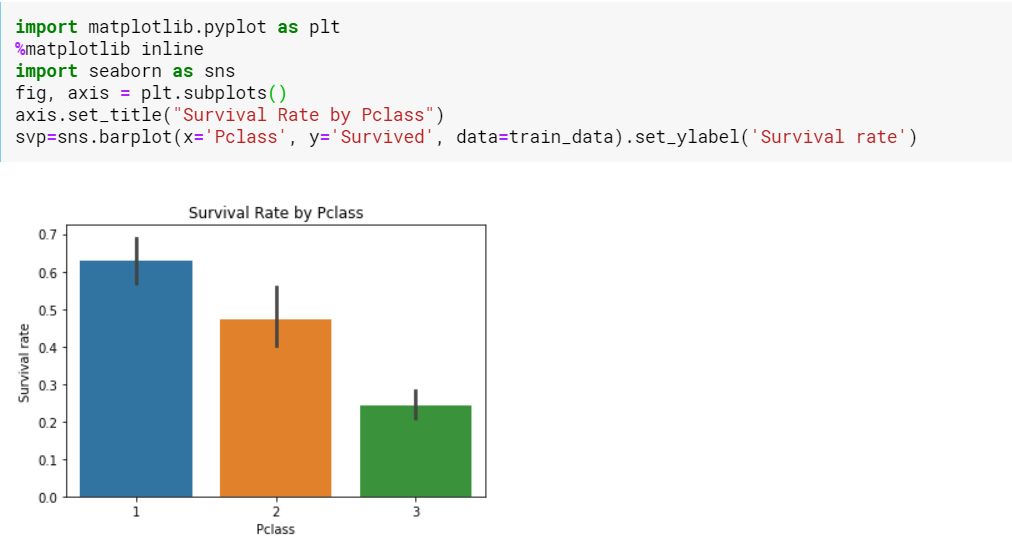 import matplotlib.pyplot as plt
%matplotlib inline
import seaborn as sns
fig, axis = plt.subplots()
axis.set_title("Survival Rate by Pclass")
svp=sns.barplot(x='Pclass', y='Survived', data=train_data).set_ylabel('Survival rate')
Survival Rate by Pclass
0.7
0.6
0.5
0.4
0.3
0.2
0.1
0.0
Survival rate
1 2 3
Pclass